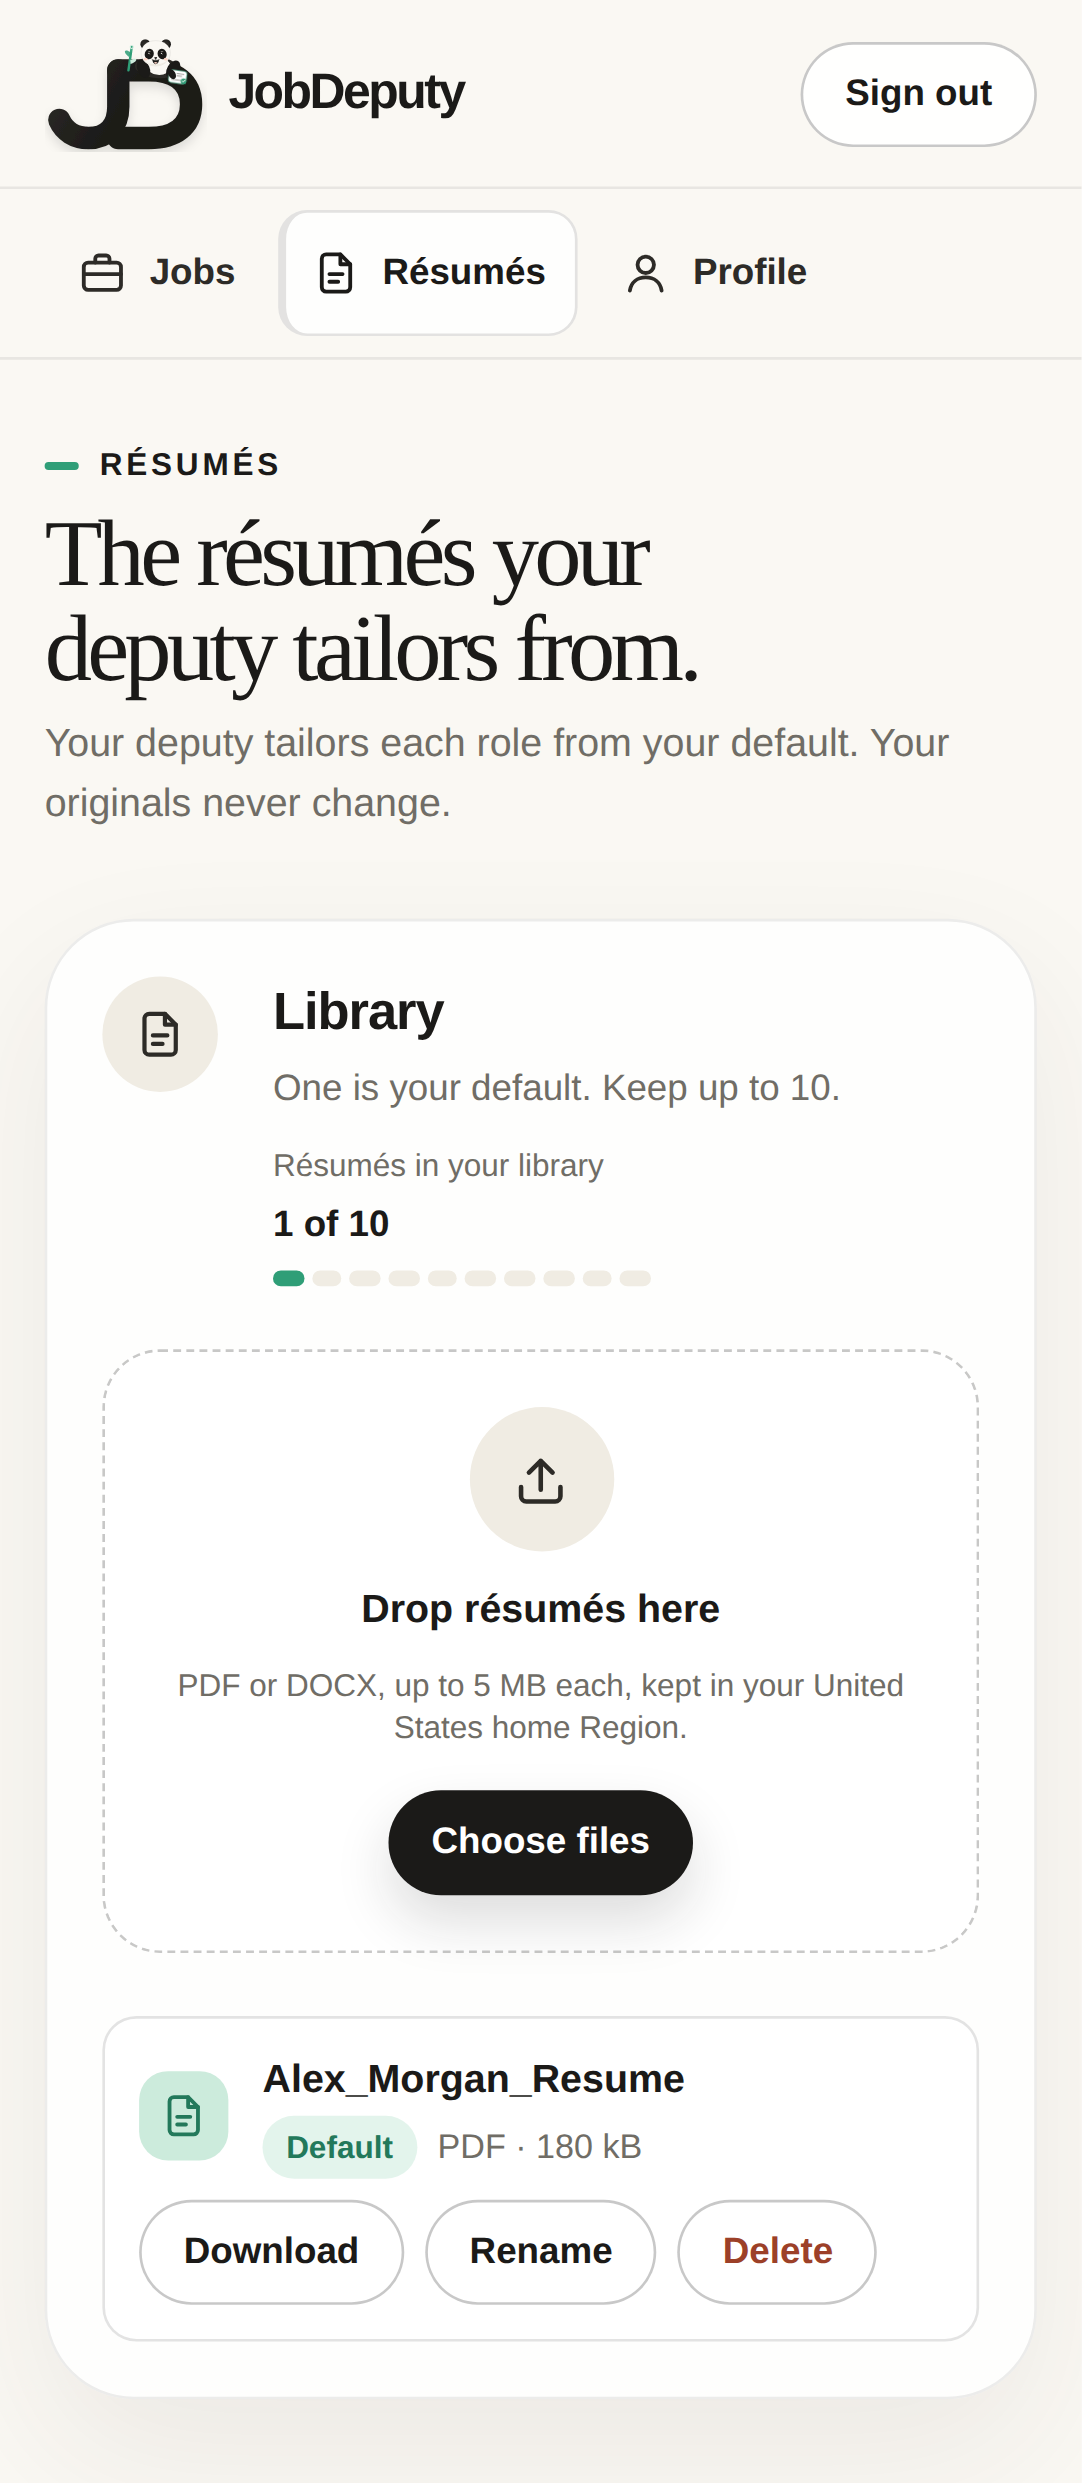 JobDeputy
Sign out
Jobs
Résumés
Profile
RÉSUMÉS
The résumés your
deputy tailors from.
Your deputy tailors each role from your default. Your
originals never change.
Library
One is your default. Keep up to 10.
Résumés in your library
1 of 10
Drop résumés here
PDF or DOCX, up to 5 MB each, kept in your United
States home Region.
Choose files
Alex_Morgan_Resume
Default
PDF · 180 kB
Download
Rename
Delete